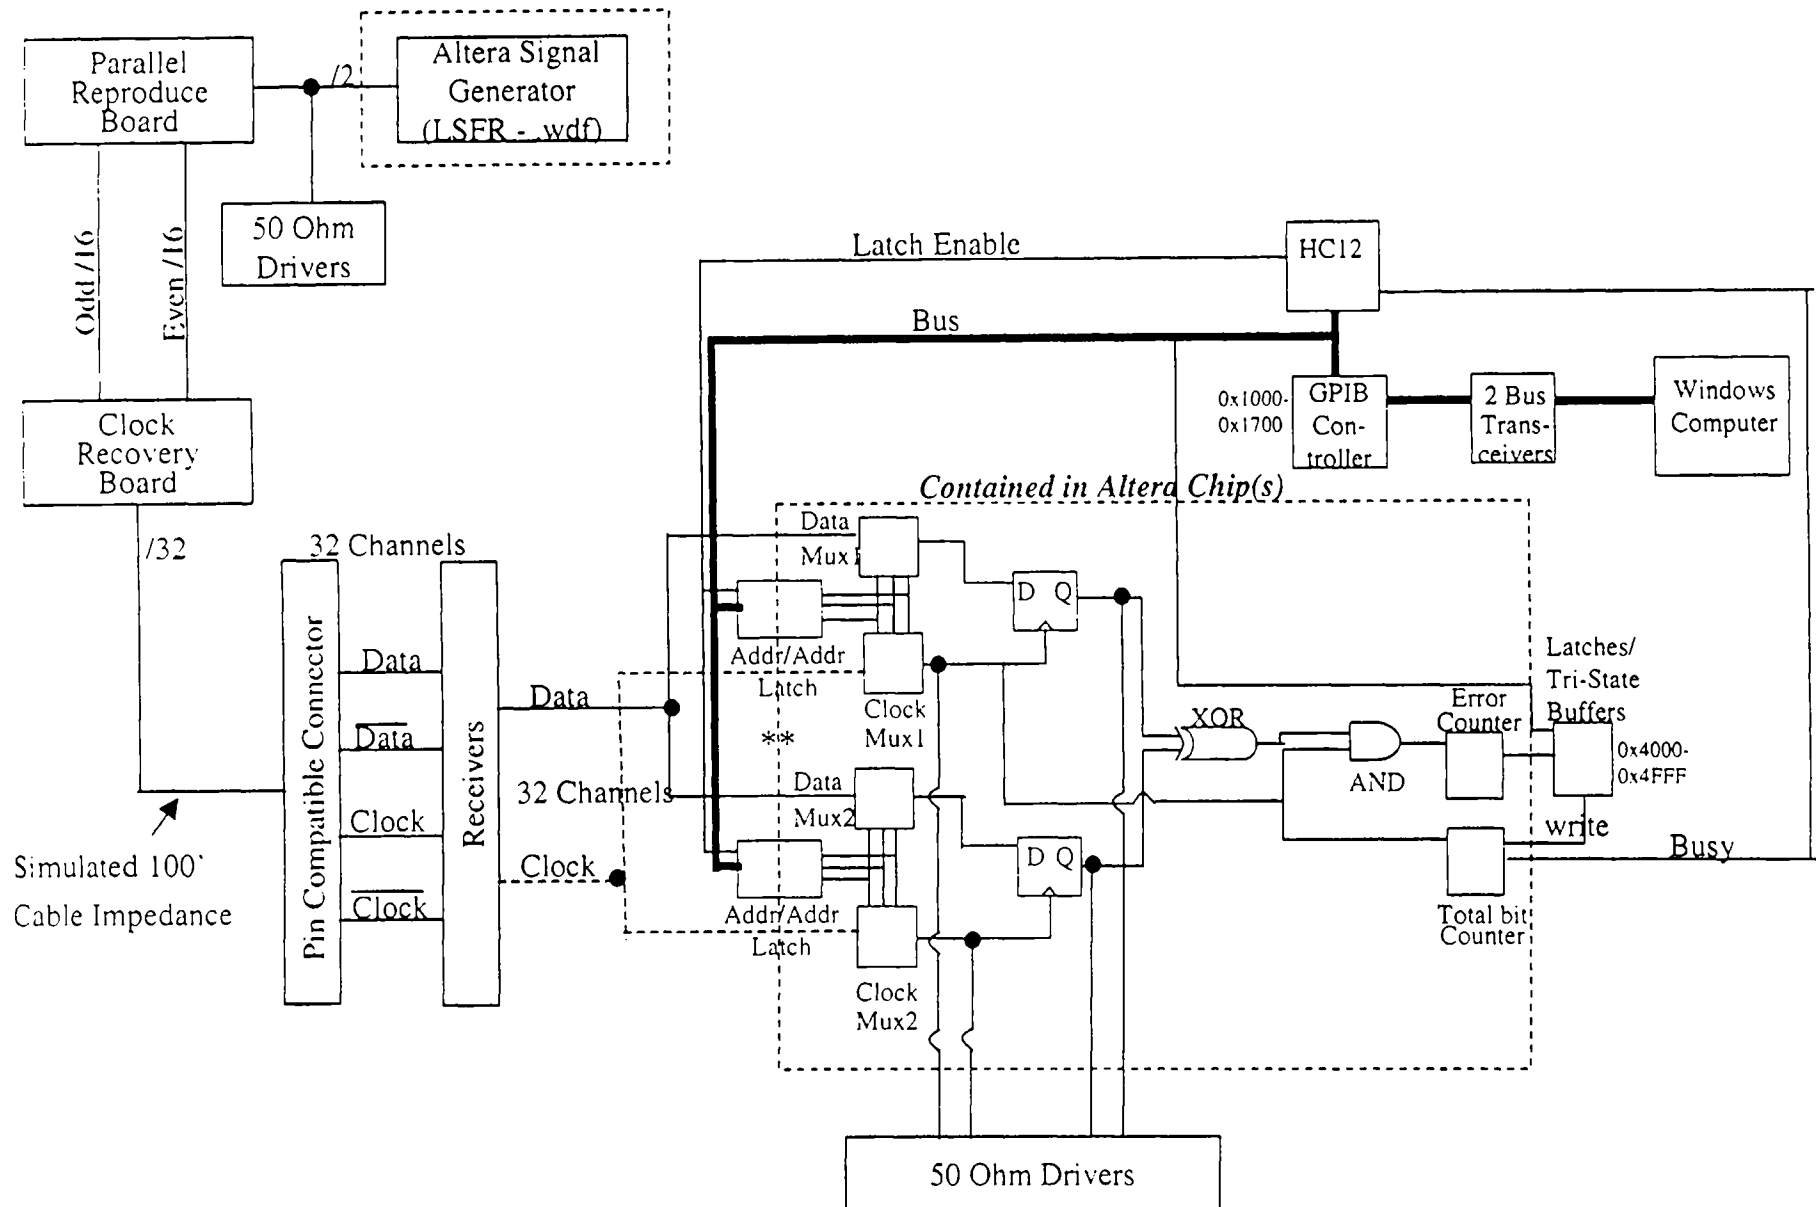 Parallel
Reproduce
Board
/2
Altera Signal
Generator
(LSFR - .wdf)
50 Ohm
Drivers
Odd /16
Even /16
Clock
Recovery
Board
/32
Simulated 100'
Cable Impedance
32 Channels
Pin Compatible Connector
Data
Data
Clock
Clock
Receivers
Data
32 Channels
Clock
Latch Enable
Bus
HC12
0x1000-
0x1700
GPIB
Con-
troller
2 Bus
Trans-
ceivers
Windows
Computer
Contained in Altera Chip(s)
Data
Mux1
Addr/Addr
Latch
Clock
Mux1
**
Data
Mux2
Addr/Addr
Latch
Clock
Mux2
D Q
D Q
XOR
AND
Error
Counter
Latches/
Tri-State
Buffers
0x4000-
0x4FFF
write
Busy
Total bit
Counter
50 Ohm Drivers